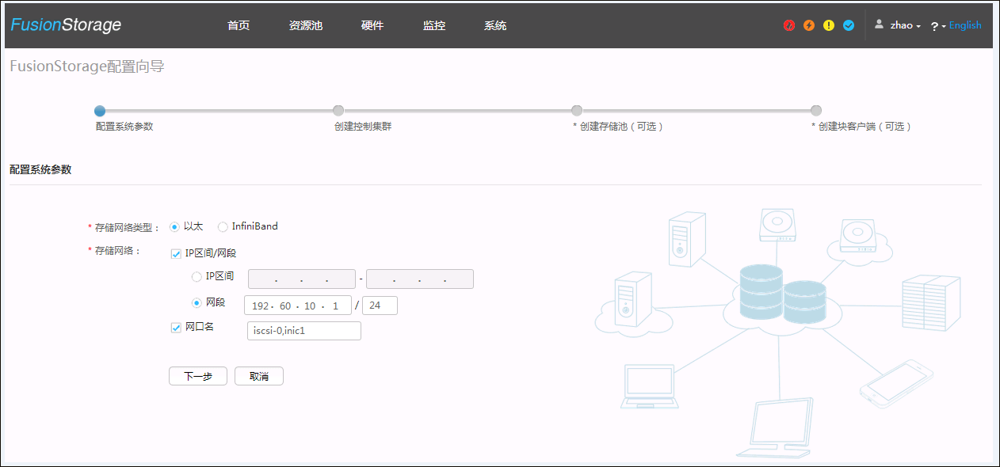 FusionStorage 首页 资源池 硬件 监控 系统 zhao ? English
FusionStorage配置向导
配置系统参数 创建控制集群 * 创建存储池（可选） * 创建块客户端（可选）
配置系统参数
* 存储网络类型： 以太 InfiniBand
* 存储网络： IP区间/网段
IP区间 . . . - . . .
网段 192. 60 . 10 . 1 / 24
网口名 iscsi-0,inic1
下一步 取消